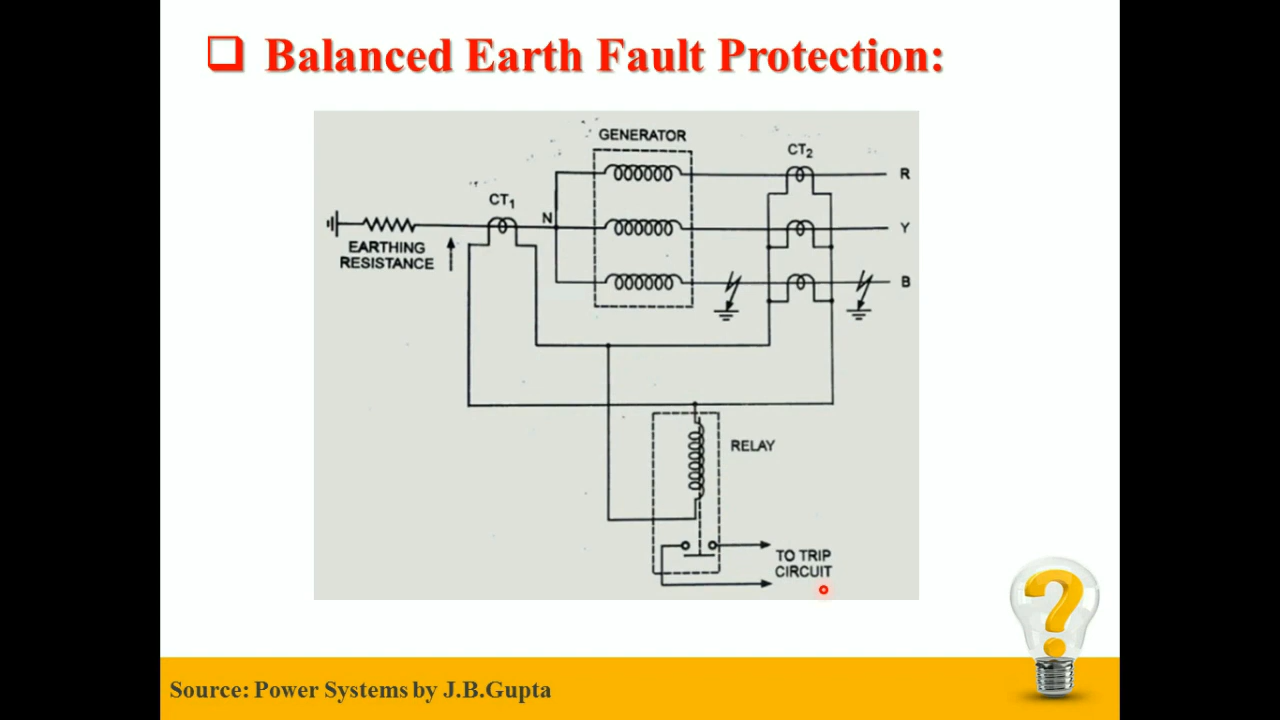 Balanced Earth Fault Protection:
GENERATOR
CT2
R
CT1
N
Y
EARTHING
RESISTANCE
B
RELAY
TO TRIP
CIRCUIT
?
Source: Power Systems by J.B.Gupta